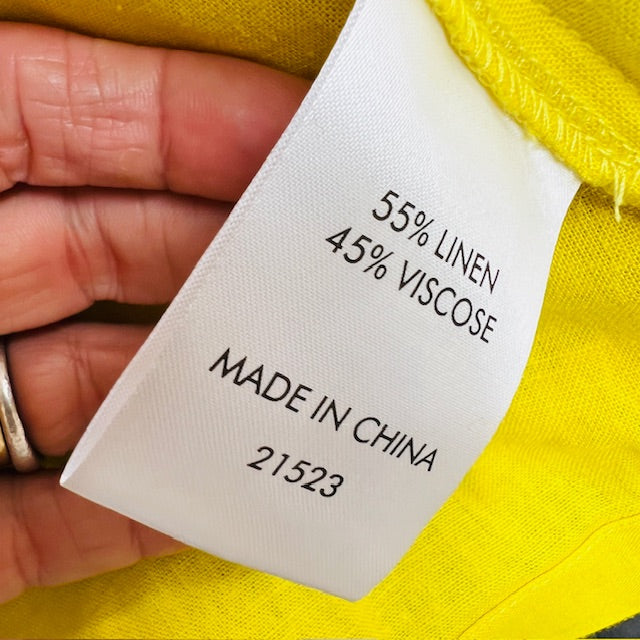 55% LINEN
45% VISCOSE
MADE IN CHINA
21523